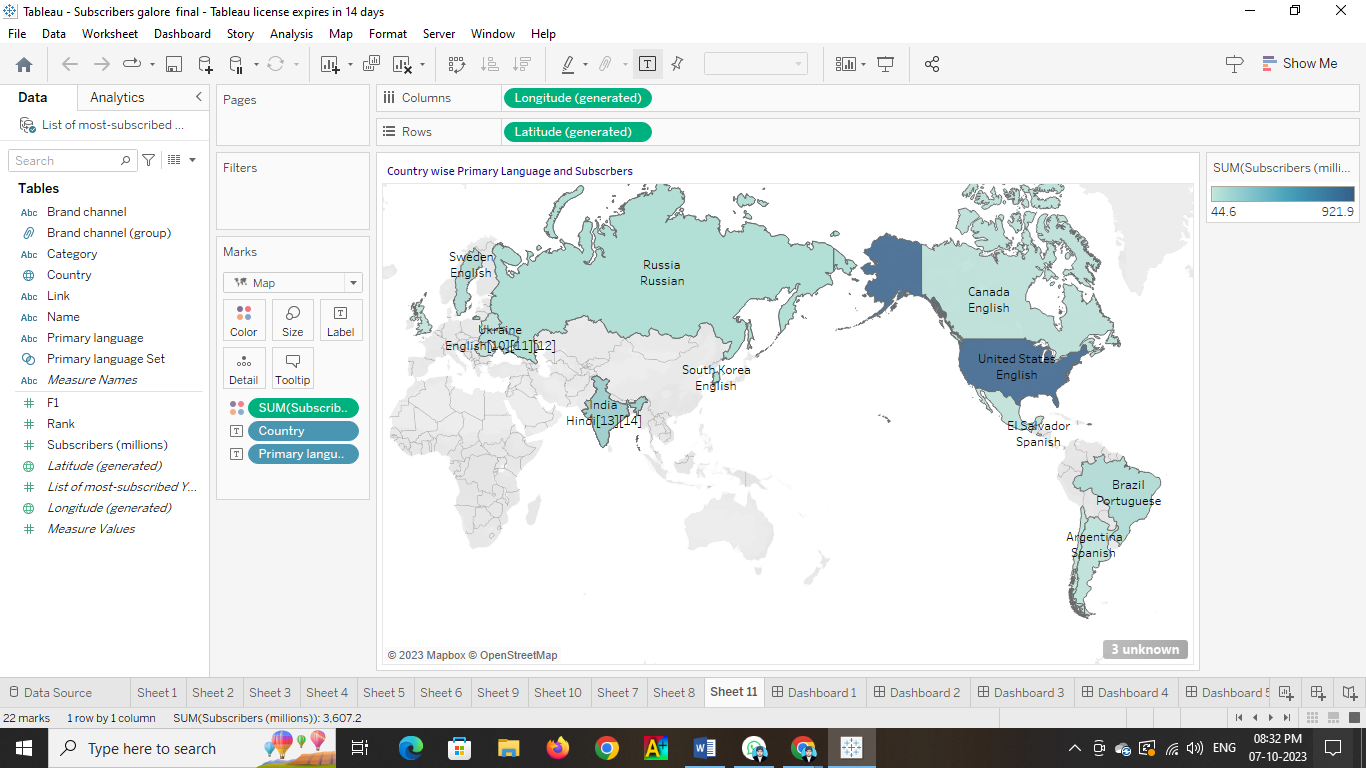 Tableau - Subscribers galore  final - Tableau license expires in 14 days
File Data Worksheet Dashboard Story Analysis Map Format Server Window Help
Show Me
Data Analytics
List of most-subscribed ...
Search
Tables
Abc Brand channel
Brand channel (group)
Abc Category
Country
Abc Link
Abc Name
Abc Primary language
Primary language Set
Abc Measure Names
F1
Rank
Subscribers (millions)
Latitude (generated)
List of most-subscribed Y...
Longitude (generated)
Measure Values
Pages
Filters
Marks
Map
Color Size Label
Detail Tooltip
SUM(Subscrib..
Country
Primary langu..
Columns Longitude (generated)
Rows Latitude (generated)
Country wise Primary Language and Subscrbers
Sweden
English
Russia
Russian
Canada
English
Ukraine
English[10][11][12]
United States
English
South Korea
English
India
Hindi[13][14]
El Salvador
Spanish
Brazil
Portuguese
Argentina
Spanish
© 2023 Mapbox © OpenStreetMap
3 unknown
SUM(Subscribers (milli...
44.6 921.9
Data Source Sheet 1 Sheet 2 Sheet 3 Sheet 4 Sheet 5 Sheet 6 Sheet 9 Sheet 10 Sheet 7 Sheet 8 Sheet 11 Dashboard 1 Dashboard 2 Dashboard 3 Dashboard 4 Dashboard 5
22 marks 1 row by 1 column SUM(Subscribers (millions)): 3,607.2
Type here to search
W
ENG
08:32 PM
07-10-2023